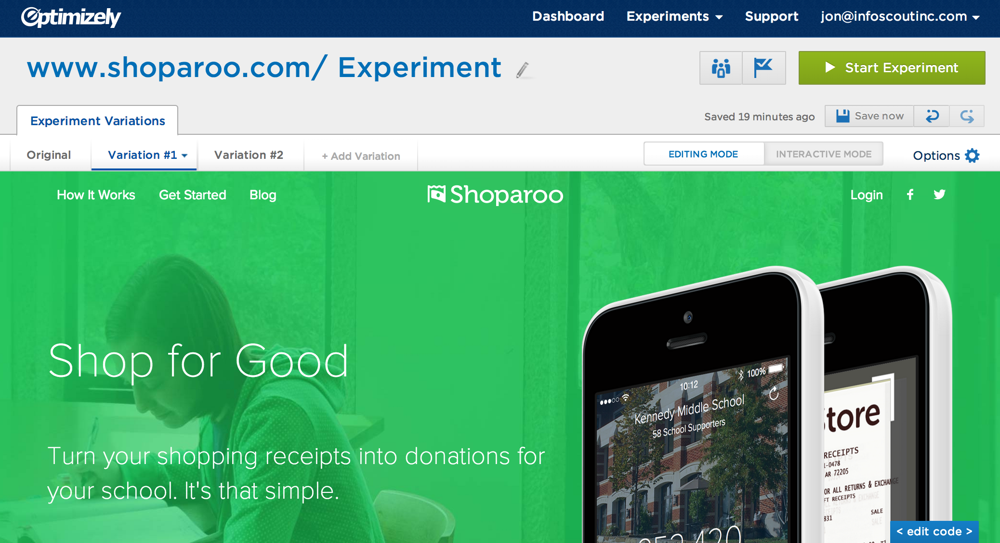 Optimizely
Dashboard
Experiments
Support
jon@infoscoutinc.com
www.shoparoo.com/ Experiment
Start Experiment
Experiment Variations
Saved 19 minutes ago
Save now
Original
Variation #1
Variation #2
+ Add Variation
EDITING MODE
INTERACTIVE MODE
Options
How It Works
Get Started
Blog
Shoparoo
Login
Shop for Good
Turn your shopping receipts into donations for
your school. It's that simple.
100%
10:12
Kennedy Middle School
58 School Supporters
tore
RECEIPTS
-0478
AR 72205
OR ALL RETURNS & EXCHANGE
FT RECEIPTS
SALE
831
< edit code >